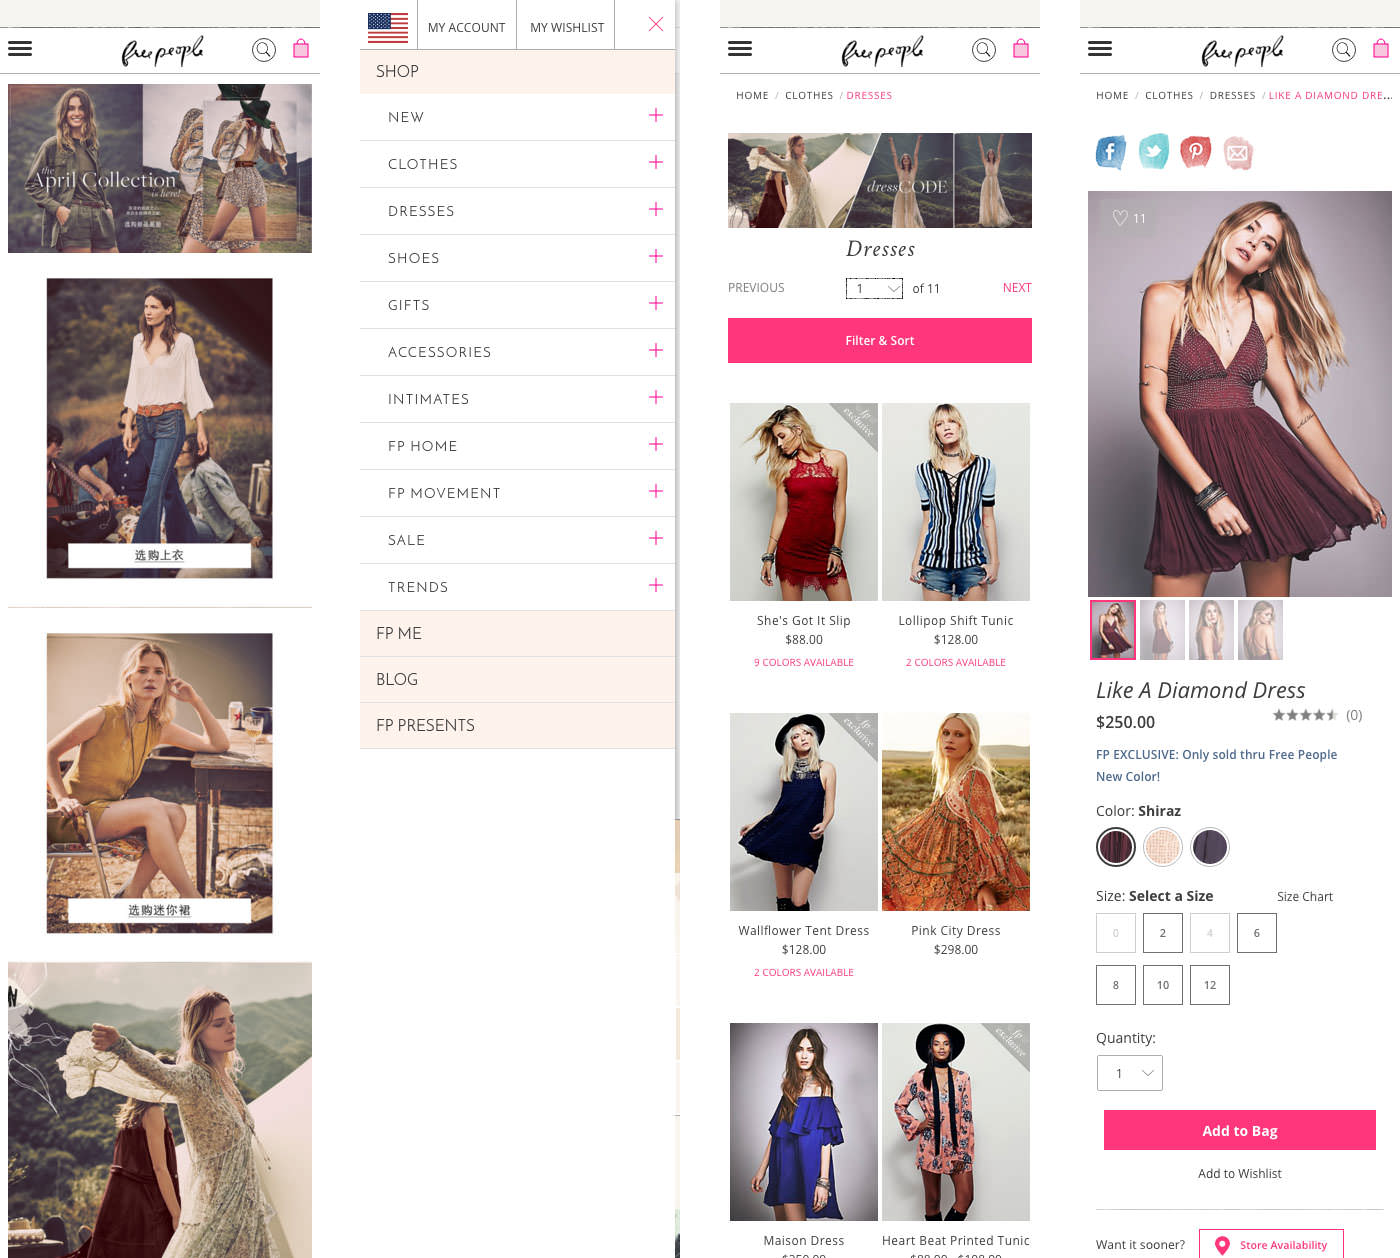 free people
the
April Collection
is here!
选购上衣
选购迷你裙
MY ACCOUNT
MY WISHLIST
SHOP
NEW
CLOTHES
DRESSES
SHOES
GIFTS
ACCESSORIES
INTIMATES
FP HOME
FP MOVEMENT
SALE
TRENDS
FP ME
BLOG
FP PRESENTS
free people
HOME / CLOTHES / DRESSES
dressCODE
Dresses
PREVIOUS
1
of 11
NEXT
Filter & Sort
fp
exclusive
She's Got It Slip
$88.00
9 COLORS AVAILABLE
Lollipop Shift Tunic
$128.00
2 COLORS AVAILABLE
fp
exclusive
Wallflower Tent Dress
$128.00
2 COLORS AVAILABLE
Pink City Dress
$298.00
fp
exclusive
Maison Dress
Heart Beat Printed Tunic
free people
HOME / CLOTHES / DRESSES / LIKE A DIAMOND DRE...
11
Like A Diamond Dress
$250.00
(0)
FP EXCLUSIVE: Only sold thru Free People
New Color!
Color: Shiraz
Size: Select a Size
Size Chart
0
2
4
6
8
10
12
Quantity:
1
Add to Bag
Add to Wishlist
Want it sooner?
Store Availability